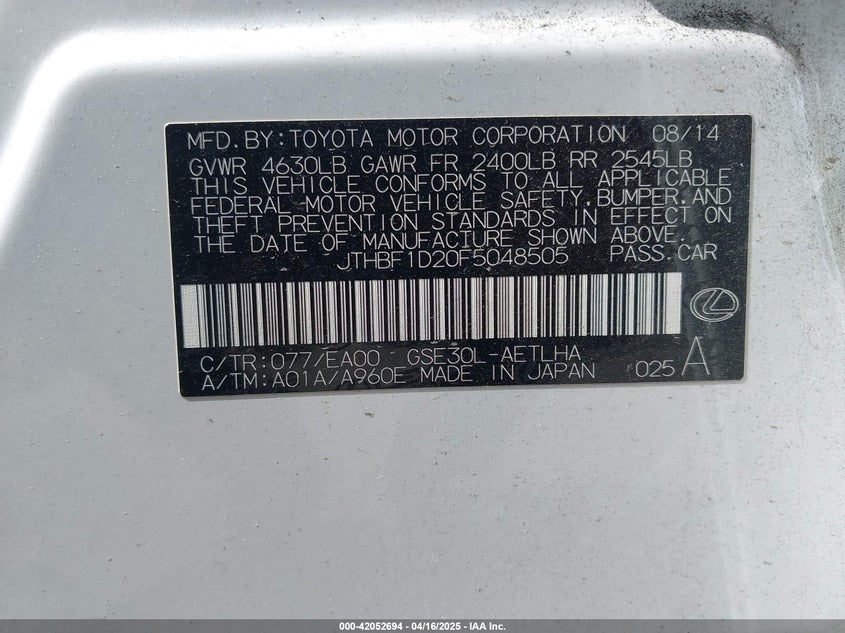 MFD.BY:TOYOTA MOTOR CORPORATION 08/14
GVWR 4630LB GAWR FR 2400LB RR 2545LB
THIS VEHICLE CONFORMS TO ALL APPLICABLE
FEDERAL MOTOR VEHICLE SAFETY,BUMPER,AND
THEFT PREVENTION STANDARDS IN EFFECT ON
THE DATE OF MANUFACTURE SHOWN ABOVE.
JTHBF1D20F5048505 PASS.CAR
C/TR:077/EA00 GSE30L-AETLHA
A/TM:A01A/A960E MADE IN JAPAN 025 A
000-42052694 - 04/16/2025 - IAA Inc.